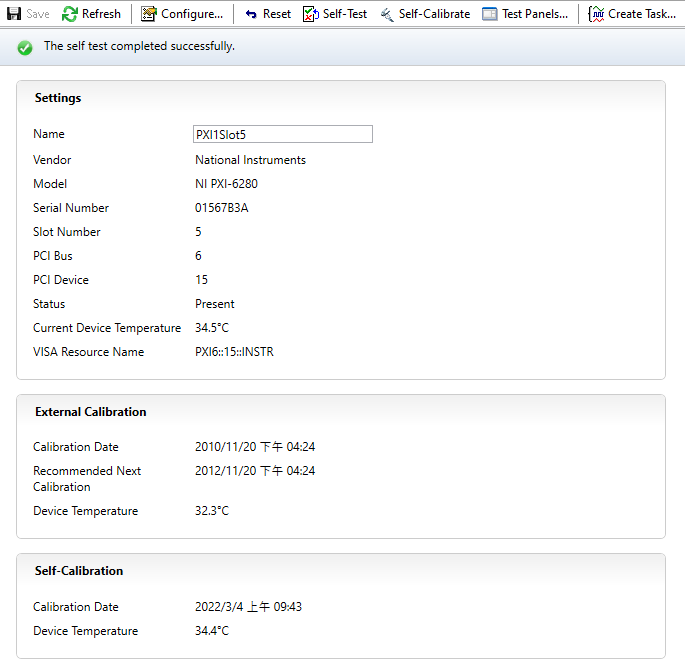 Save Refresh Configure... Reset Self-Test Self-Calibrate Test Panels... Create Task...
The self test completed successfully.
Settings
Name PXI1Slot5
Vendor National Instruments
Model NI PXI-6280
Serial Number 01567B3A
Slot Number 5
PCI Bus 6
PCI Device 15
Status Present
Current Device Temperature 34.5°C
VISA Resource Name PXI6::15::INSTR
External Calibration
Calibration Date 2010/11/20 下午 04:24
Recommended Next 2012/11/20 下午 04:24
Calibration
Device Temperature 32.3°C
Self-Calibration
Calibration Date 2022/3/4 上午 09:43
Device Temperature 34.4°C